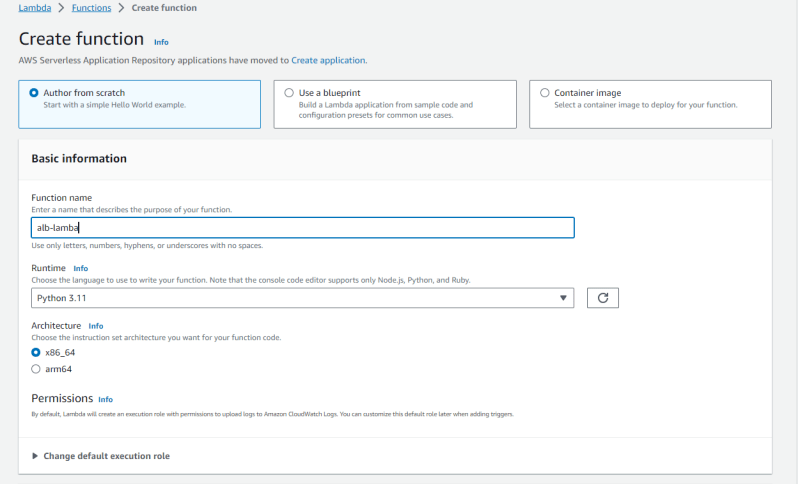 Lambda > Functions > Create function
Create function Info
AWS Serverless Application Repository applications have moved to Create application.
Author from scratch
Start with a simple Hello World example.
Use a blueprint
Build a Lambda application from sample code and
configuration presets for common use cases.
Container image
Select a container image to deploy for your function.
Basic information
Function name
Enter a name that describes the purpose of your function.
alb-lamba
Use only letters, numbers, hyphens, or underscores with no spaces.
Runtime Info
Choose the language to use to write your function. Note that the console code editor supports only Node.js, Python, and Ruby.
Python 3.11
Architecture Info
Choose the instruction set architecture you want for your function code.
x86_64
arm64
Permissions Info
By default, Lambda will create an execution role with permissions to upload logs to Amazon CloudWatch Logs. You can customize this default role later when adding triggers.
Change default execution role